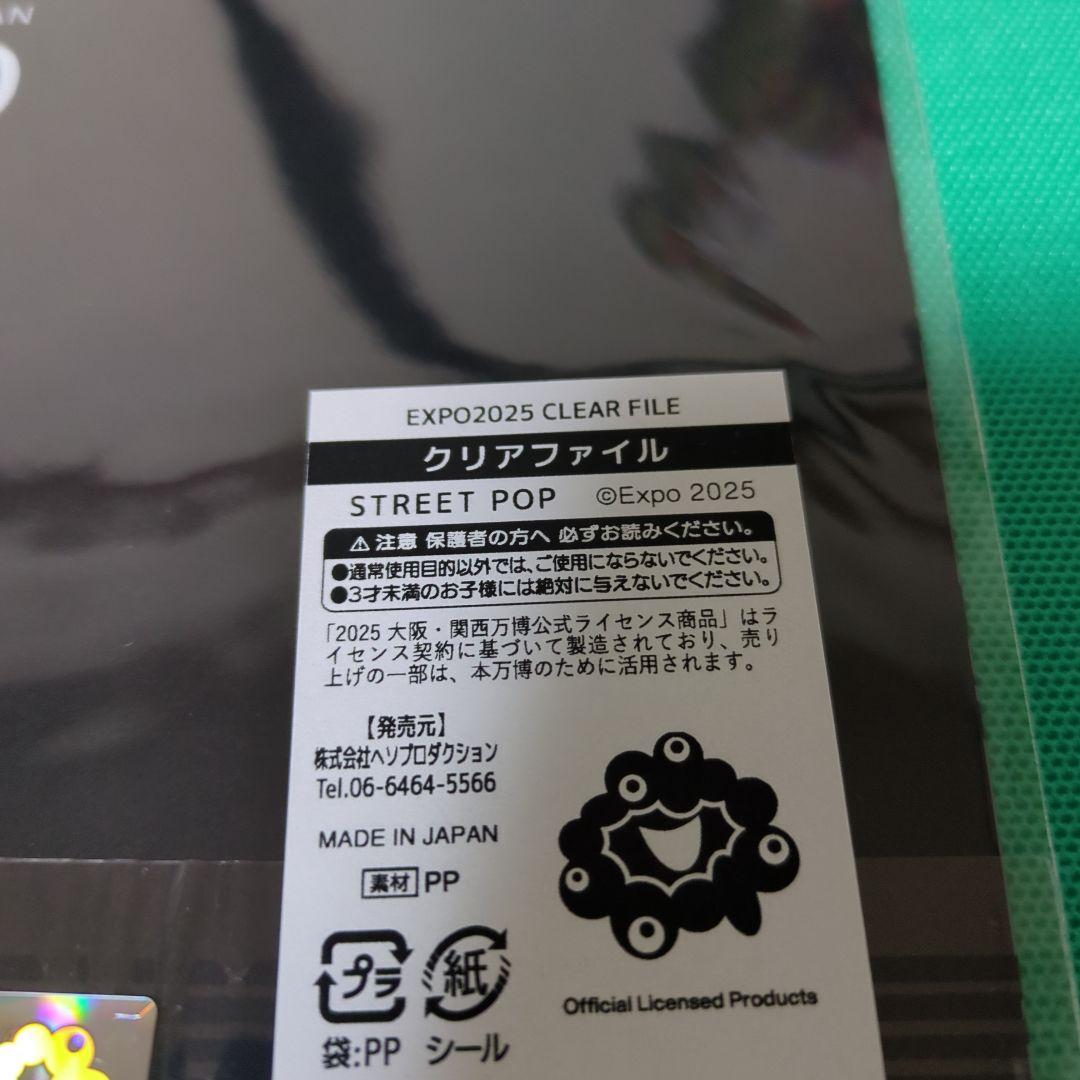 EXPO2025 CLEAR FILE
クリアファイル
STREET POP ©Expo 2025
⚠注意 保護者の方へ 必ずお読みください。
●通常使用目的以外では、ご使用にならないでください。
●3才未満のお子様には絶対に与えないでください。
「2025 大阪・関西万博公式ライセンス商品」はラ
イセンス契約に基づいて製造されており、売り
上げの一部は、本万博のために活用されます。
【発売元】
株式会社ヘソプロダクション
Tel.06-6464-5566
MADE IN JAPAN
素材 PP
プラ 紙
袋:PP シール
Official Licensed Products